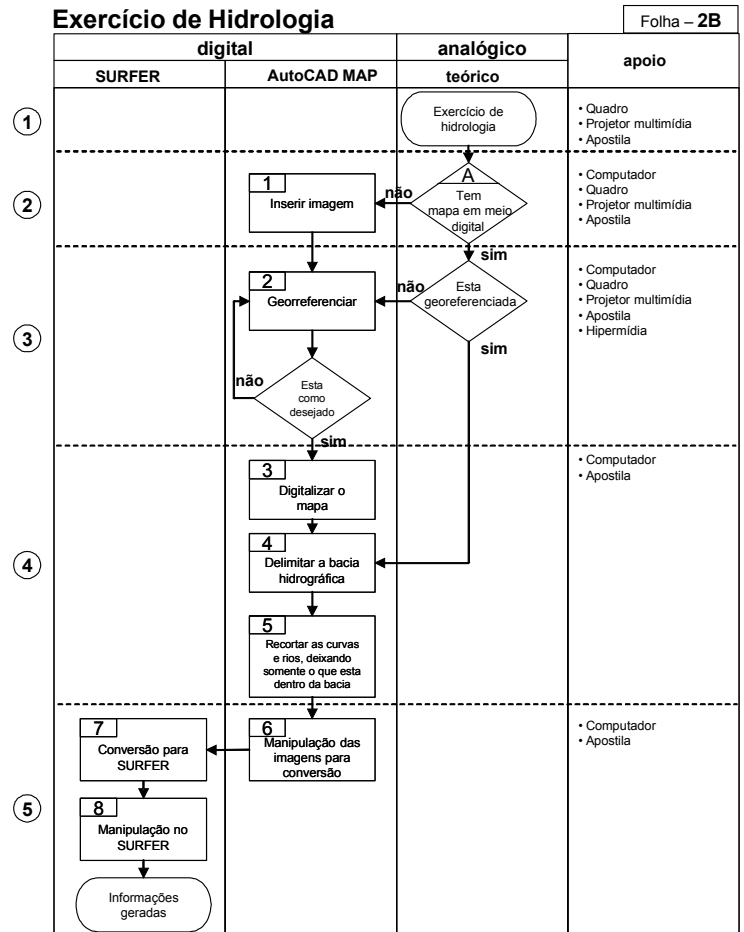 Exercício de Hidrologia
Folha – 2B
digital
analógico
apoio
SURFER
AutoCAD MAP
teórico
1
Exercício de
hidrologia
• Quadro
• Projetor multimídia
• Apostila
2
1
Inserir imagem
não
A
Tem
mapa em meio
digital
sim
• Computador
• Quadro
• Projetor multimídia
• Apostila
3
2
Georreferenciar
não
Esta
georeferenciada
sim
não
Esta
como
desejado
sim
• Computador
• Quadro
• Projetor multimídia
• Apostila
• Hipermídia
4
3
Digitalizar o
mapa
4
Delimitar a bacia
hidrográfica
5
Recortar as curvas
e rios, deixando
somente o que esta
dentro da bacia
• Computador
• Apostila
5
6
Manipulação das
imagens para
conversão
7
Conversão para
SURFER
8
Manipulação no
SURFER
Informações
geradas
• Computador
• Apostila